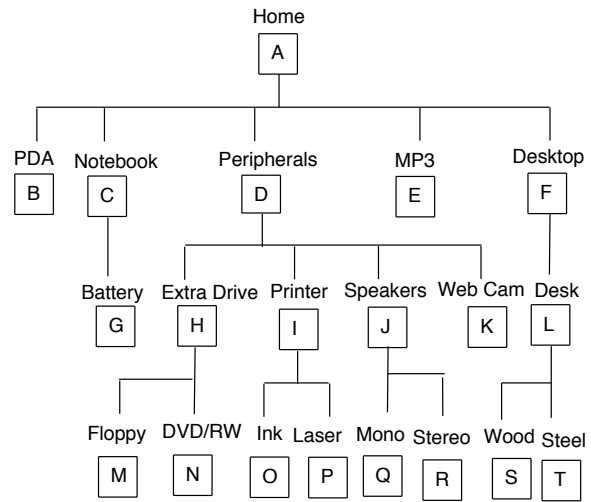 Home
A
PDA Notebook Peripherals MP3 Desktop
B C D E F
Battery Extra Drive Printer Speakers Web Cam Desk
G H I J K L
Floppy DVD/RW Ink Laser Mono Stereo Wood Steel
M N O P Q R S T